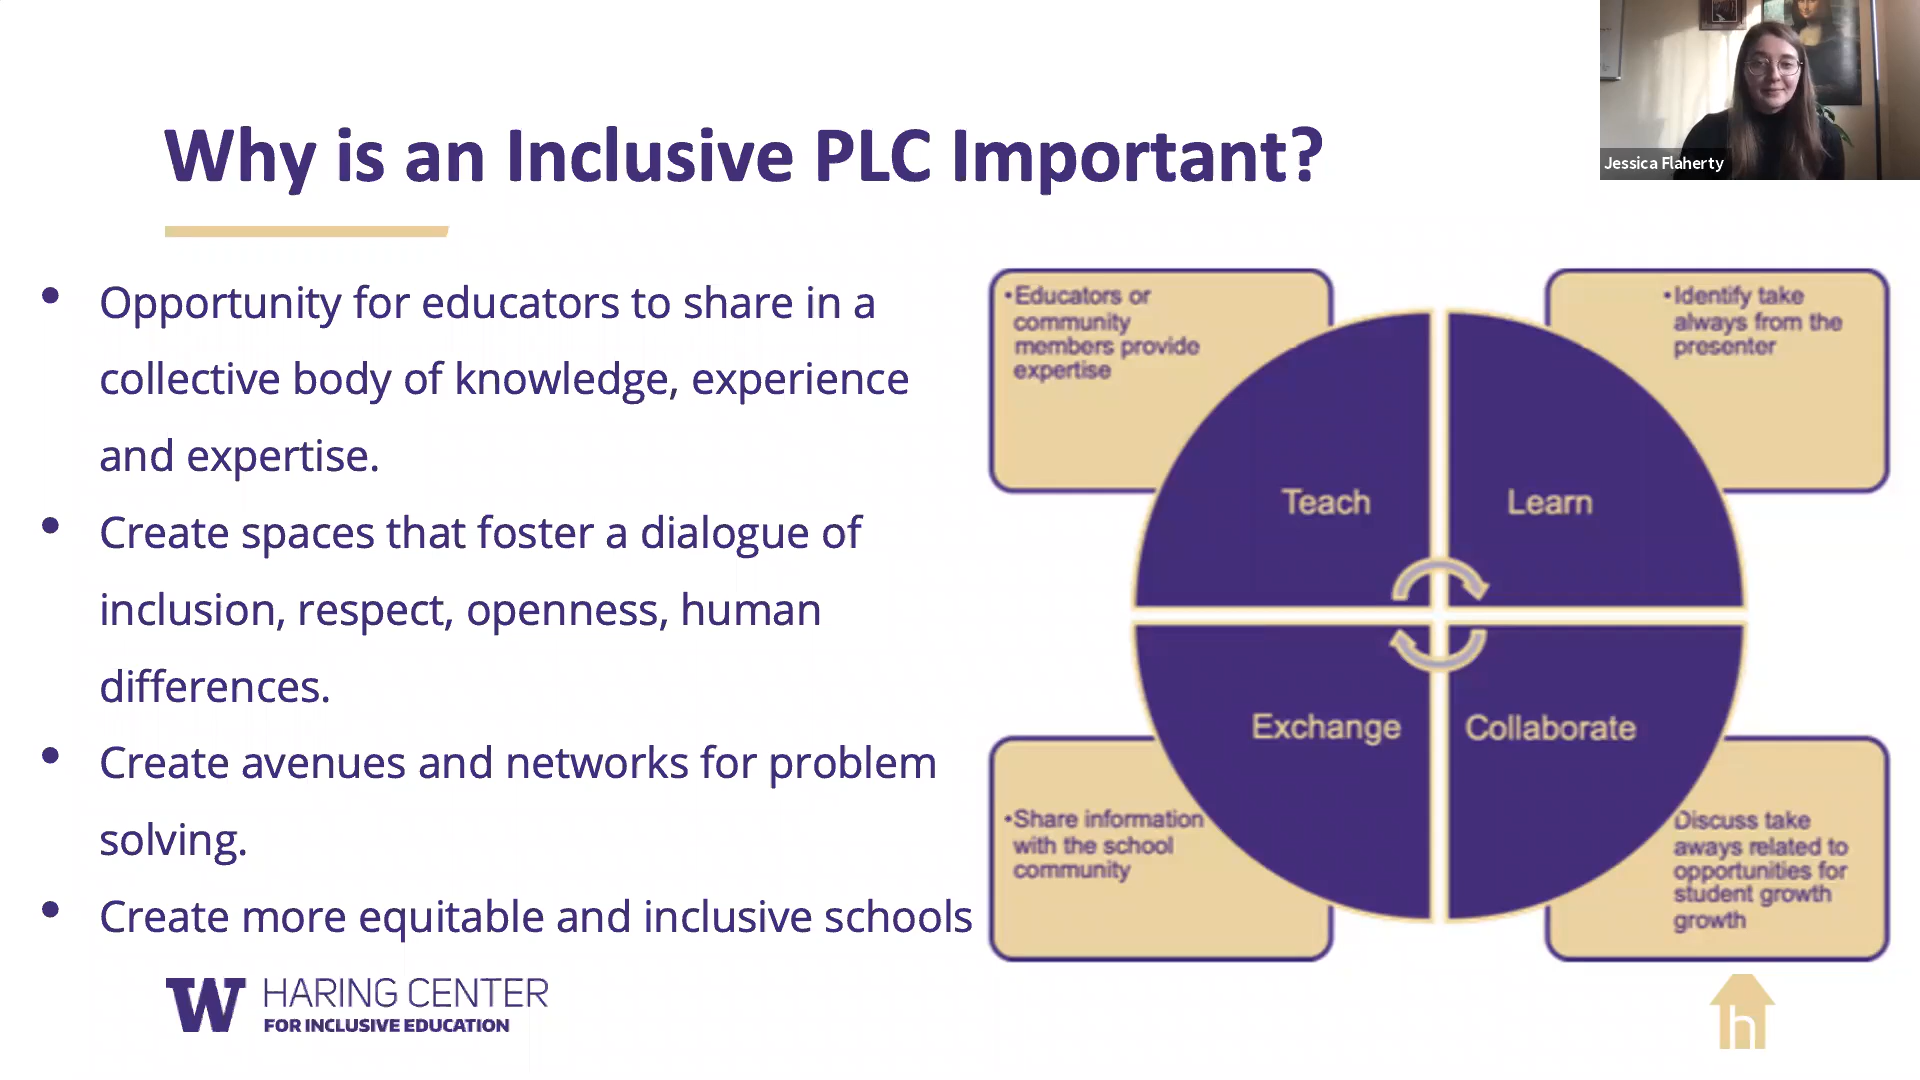 Why is an Inclusive PLC Important?
Jessica Flaherty
• Opportunity for educators to share in a
collective body of knowledge, experience
and expertise.
• Create spaces that foster a dialogue of
inclusion, respect, openness, human
differences.
• Create avenues and networks for problem
solving.
• Create more equitable and inclusive schools
•Educators or
community
members provide
expertise
•Identify take
always from the
presenter
Teach
Learn
Exchange
Collaborate
•Share information
with the school
community
Discuss take
aways related to
opportunities for
student growth
growth
W HARING CENTER
FOR INCLUSIVE EDUCATION
h